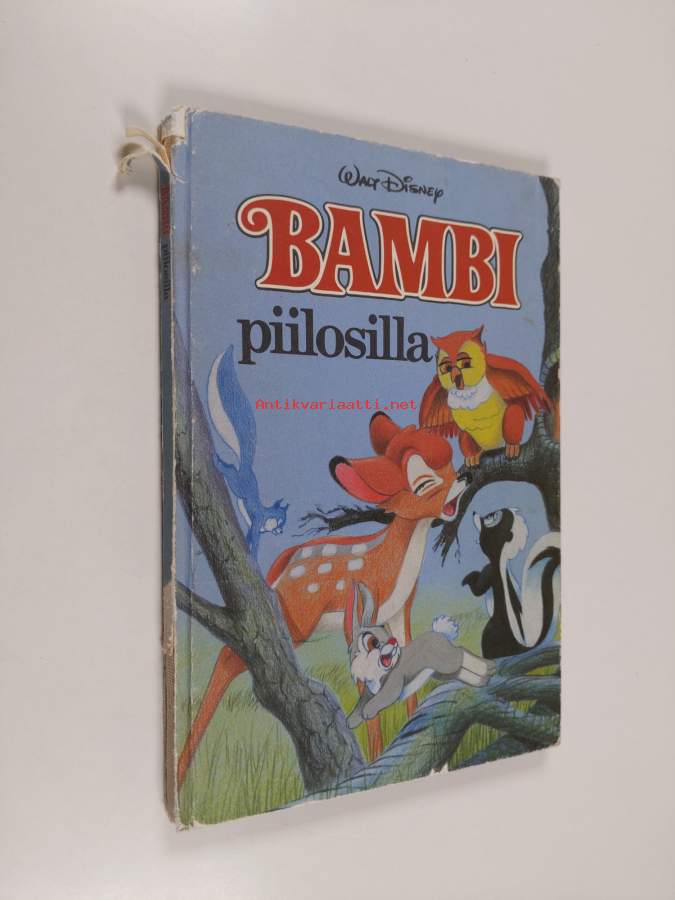 WALT DISNEY
BAMBI
piilosilla
Antikvariaatti.net
BAMBI piilosilla